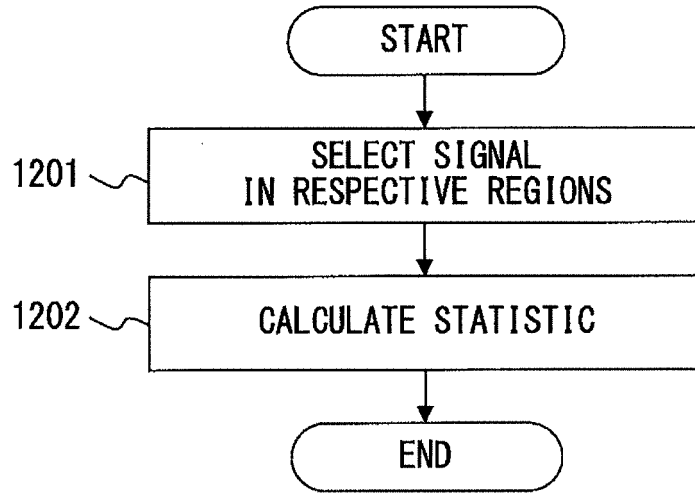 START
1201
SELECT SIGNAL
IN RESPECTIVE REGIONS
1202
CALCULATE STATISTIC
END